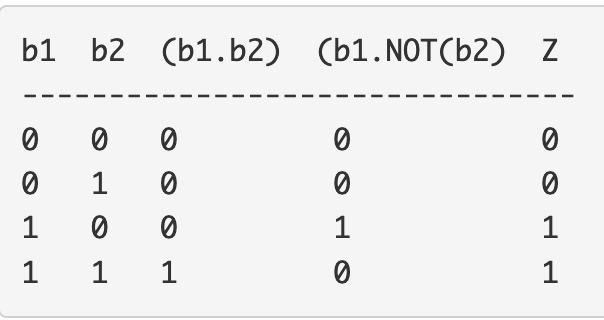 b1  b2  (b1.b2)  (b1.NOT(b2)  Z
--------------------------------
0   0   0         0           0
0   1   0         0           0
1   0   0         1           1
1   1   1         0           1